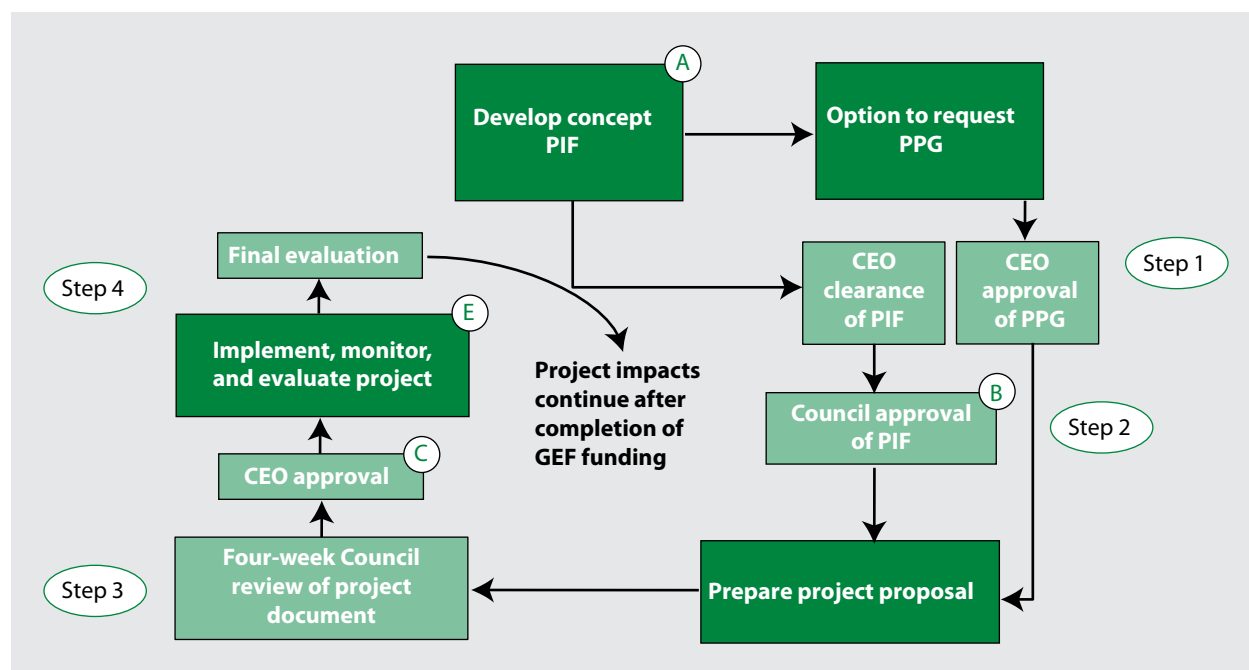 A
Develop concept
PIF
Option to request
PPG
Final evaluation
CEO
clearance
of PIF
CEO
approval
of PPG
Step 1
Step 4
E
Implement, monitor,
and evaluate project
Project impacts
continue after
completion of
GEF funding
B
Council approval
of PIF
Step 2
C
CEO approval
Four-week Council
review of project
document
Prepare project proposal
Step 3